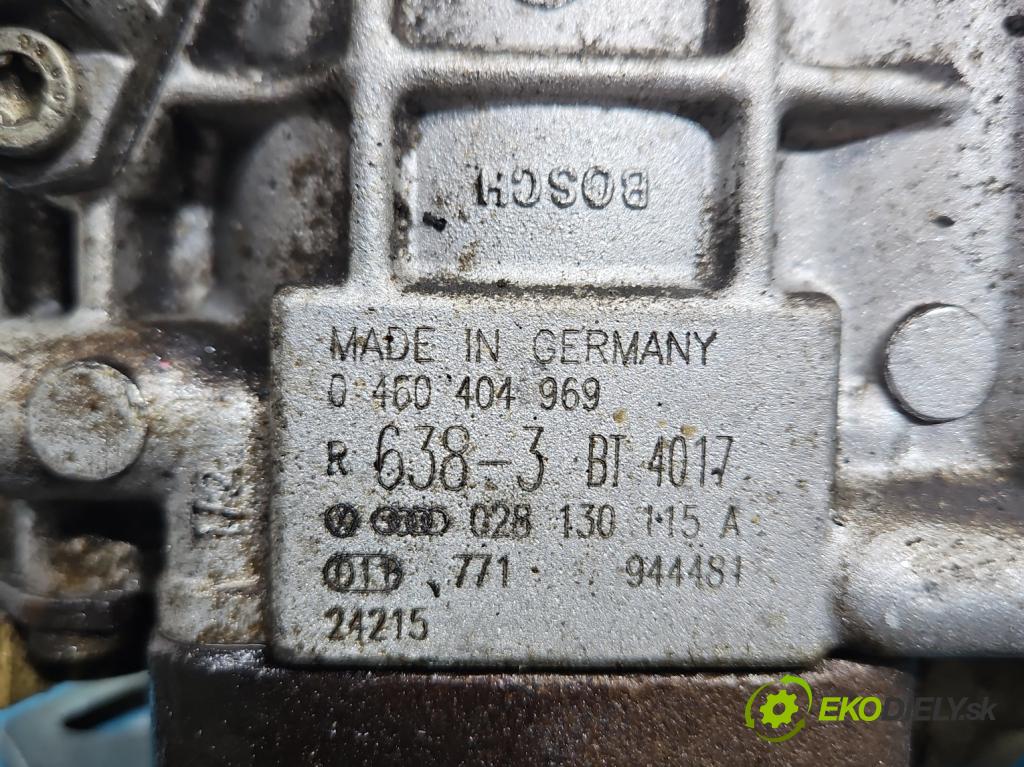 BOSCH
MADE IN GERMANY
0 460 404 969
R 638-3 BT 4017
028 130 115 A
771 944481
24215
EKODIELY.sk